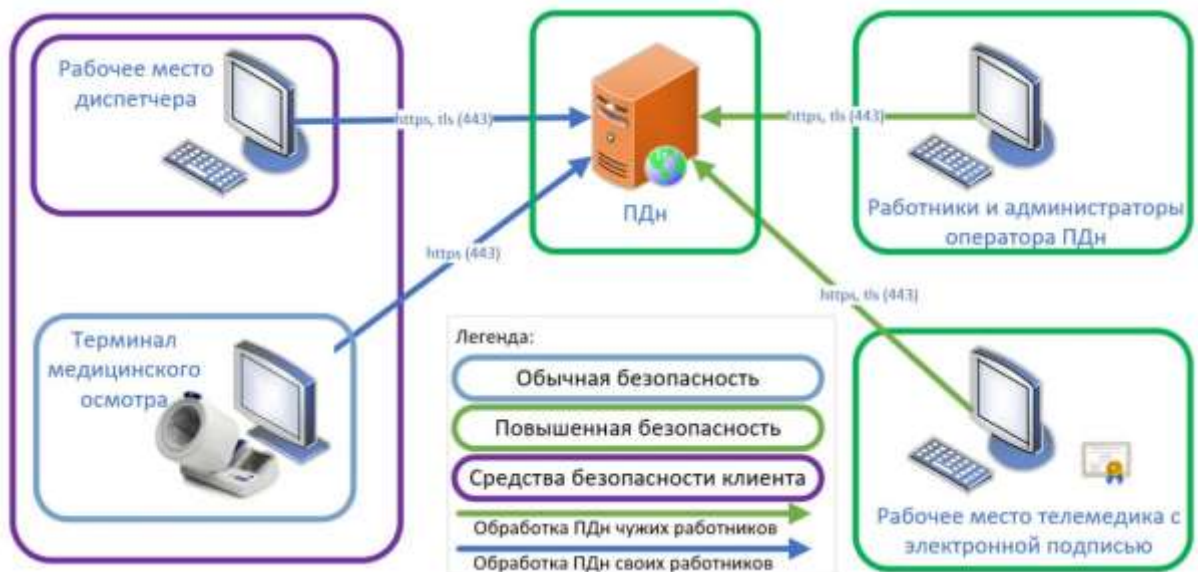 Рабочее место
диспетчера
https, tls (443)
ПДн
https, tls (443)
Работники и администраторы
оператора ПДн
https (443)
https, tls (443)
Терминал
медицинского
осмотра
Легенда:
Обычная безопасность
Повышенная безопасность
Средства безопасности клиента
Обработка ПДн чужих работников
Обработка ПДн своих работников
Рабочее место телемедика с
электронной подписью